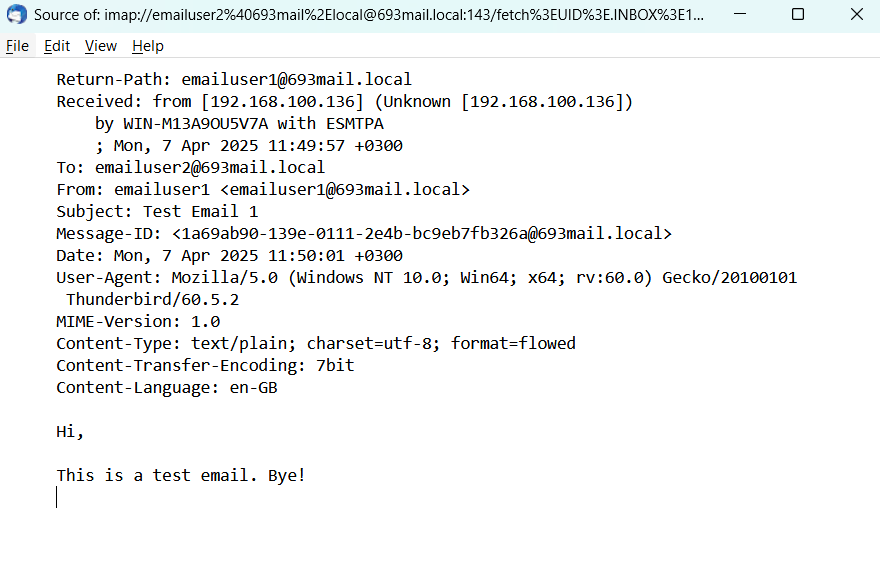 Source of: imap://emailuser2%40693mail%2Elocal@693mail.local:143/fetch%3EUID%3E.INBOX%3E1...
File Edit View Help
Return-Path: emailuser1@693mail.local
Received: from [192.168.100.136] (Unknown [192.168.100.136])
by WIN-M13A9OU5V7A with ESMTPA
; Mon, 7 Apr 2025 11:49:57 +0300
To: emailuser2@693mail.local
From: emailuser1 <emailuser1@693mail.local>
Subject: Test Email 1
Message-ID: <1a69ab90-139e-0111-2e4b-bc9eb7fb326a@693mail.local>
Date: Mon, 7 Apr 2025 11:50:01 +0300
User-Agent: Mozilla/5.0 (Windows NT 10.0; Win64; x64; rv:60.0) Gecko/20100101
Thunderbird/60.5.2
MIME-Version: 1.0
Content-Type: text/plain; charset=utf-8; format=flowed
Content-Transfer-Encoding: 7bit
Content-Language: en-GB
Hi,
This is a test email. Bye!